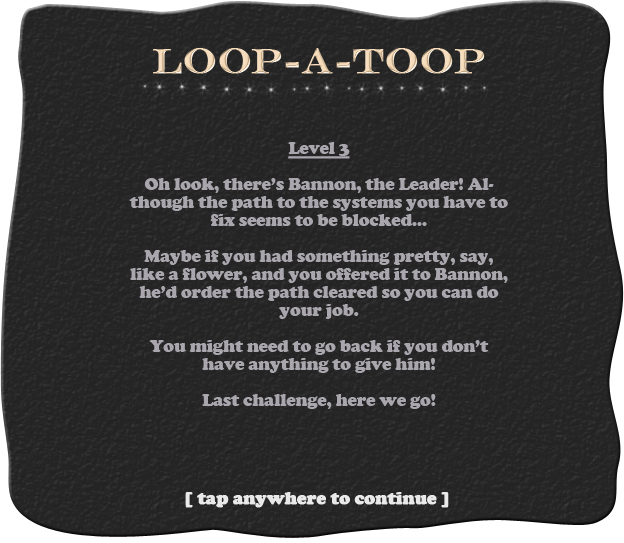 LOOP-A-TOOP
Level 3
Oh look, there's Bannon, the Leader! Al-
though the path to the systems you have to
fix seems to be blocked...
Maybe if you had something pretty, say,
like a flower, and you offered it to Bannon,
he'd order the path cleared so you can do
your job.
You might need to go back if you don't
have anything to give him!
Last challenge, here we go!
[ tap anywhere to continue ]